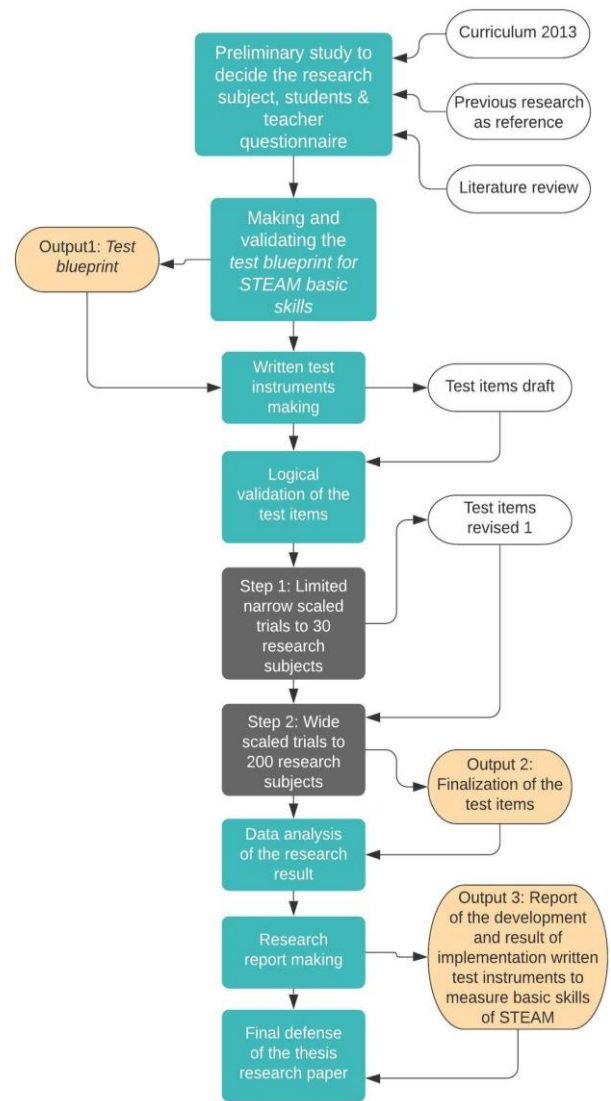 Curriculum 2013
Preliminary study to
decide the research
subject, students &
teacher
questionnaire
Previous research
as reference
Literature review
Making and
validating the
test blueprint for
STEAM basic
skills
Output1: Test
blueprint
Written test
instruments
making
Test items draft
Logical
validation of the
test items
Test items
revised 1
Step 1: Limited
narrow scaled
trials to 30
research
subjects
Step 2: Wide
scaled trials to
200 research
subjects
Output 2:
Finalization of the
test items
Data analysis
of the research
result
Research
report making
Output 3: Report
of the development
and result of
implementation written
test instruments to
measure basic skills
of STEAM
Final defense
of the thesis
research paper